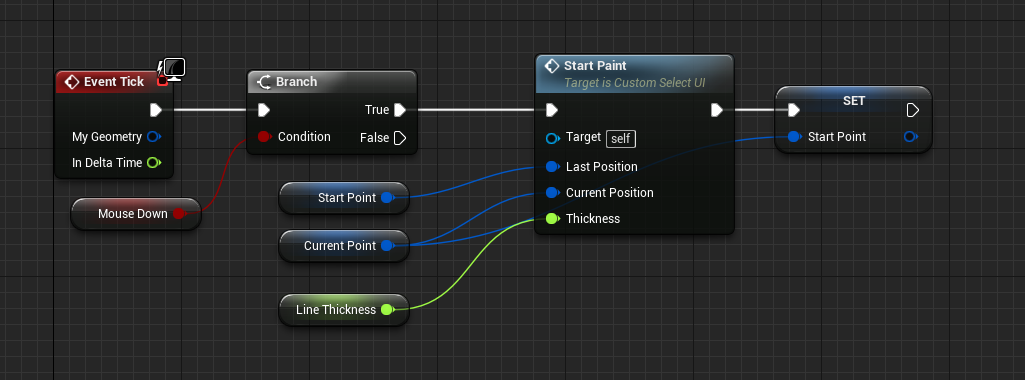 Event Tick
My Geometry
In Delta Time
Mouse Down
Branch
True
Condition
False
Start Point
Current Point
Line Thickness
Start Paint
Target is Custom Select UI
Target self
Last Position
Current Position
Thickness
SET
Start Point